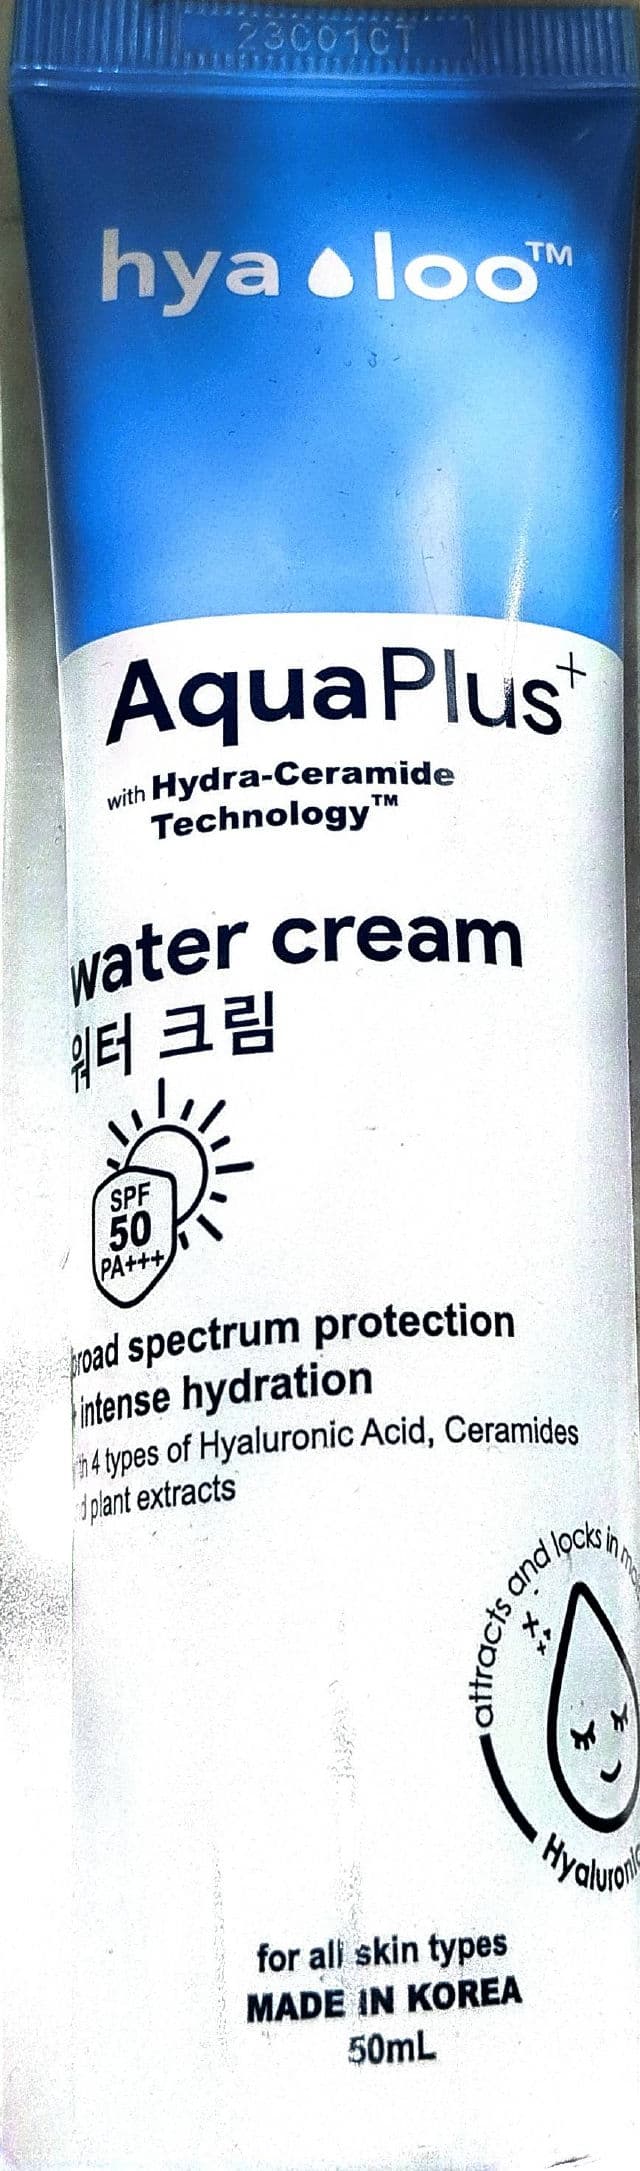 23C01CT
hyaloo™
AquaPlus+
with Hydra-Ceramide
Technology™
water cream
워터 크림
SPF
50
PA+++
road spectrum protection
intense hydration
4 types of Hyaluronic Acid, Ceramides
plant extracts
attracts and locks in
Hyaluronic
for all skin types
MADE IN KOREA
50mL